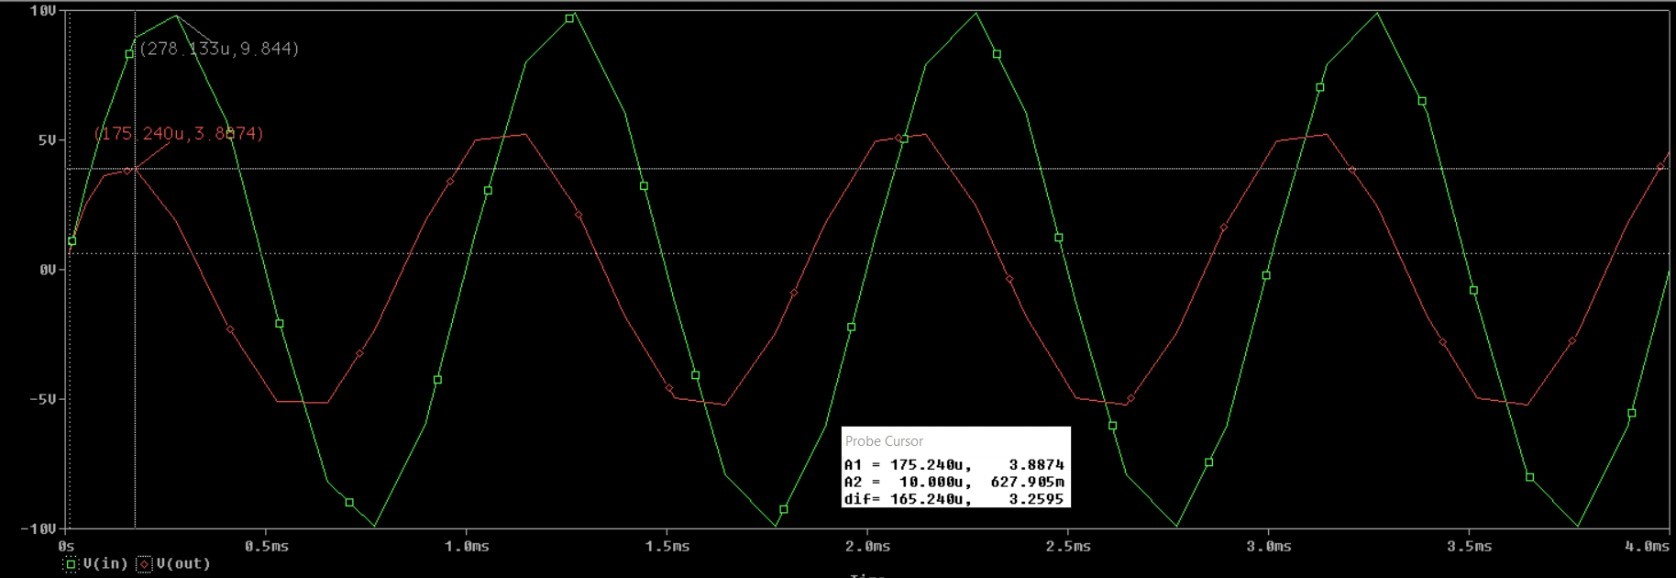 10V
(278.133u,9.844)
(175.240u,3.8874)
5V
0V
-5V
-10V
Probe Cursor
A1 = 175.240u, 3.8874
A2 = 10.000u, 627.905m
dif= 165.240u, 3.2595
0s 0.5ms 1.0ms 1.5ms 2.0ms 2.5ms 3.0ms 3.5ms 4.0ms
V(in) V(out)